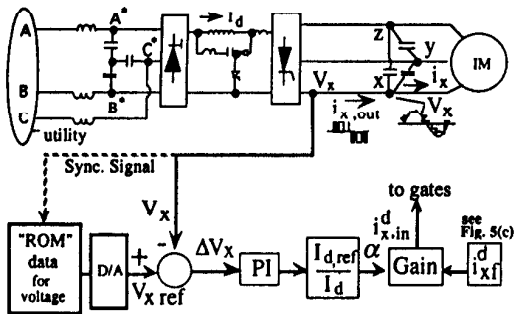 A
A*
I_d
C*
z
y
IM
B
B*
C
V_x
x
i_x
i_x,out
V_x
utility
Sync. Signal
V_x
to gates
i^d_x,in
see
Fig. 5(c)
"ROM"
data
for
voltage
D/A
+
-
V_x ref
ΔV_x
PI
I_d,ref
I_d
α
Gain
i^d_xf